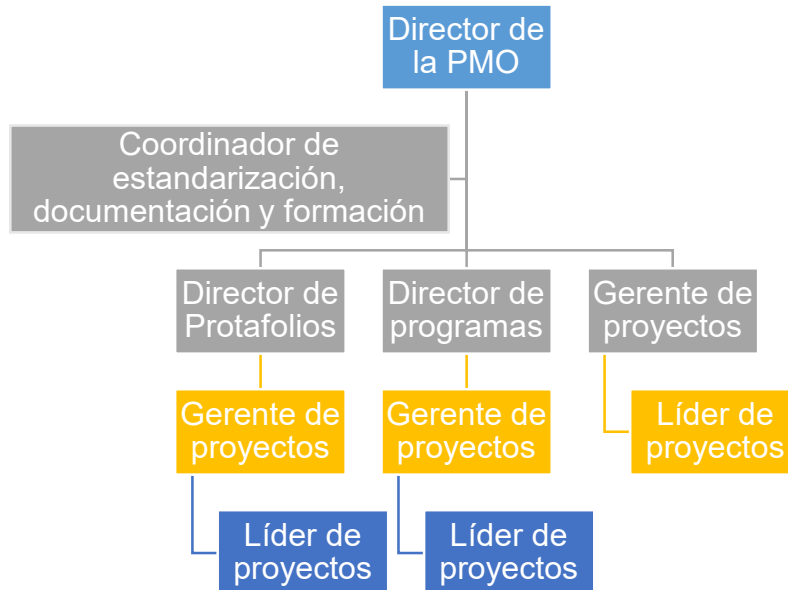 Director de
la PMO
Coordinador de
estandarización,
documentación y formación
Director de
Protafolios
Director de
programas
Gerente de
proyectos
Gerente de
proyectos
Gerente de
proyectos
Líder de
proyectos
Líder de
proyectos
Líder de
proyectos